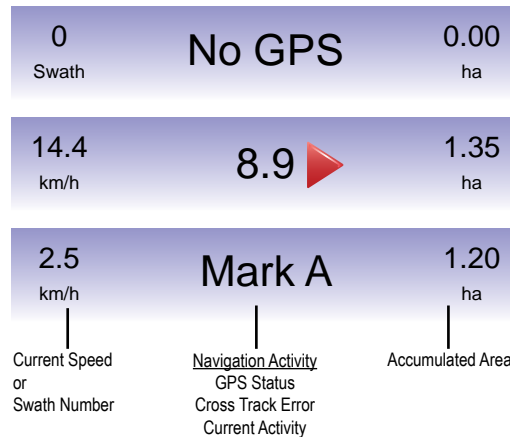 0 No GPS 0.00
Swath ha
14.4 8.9 1.35
km/h ha
2.5 Mark A 1.20
km/h ha
Current Speed
or
Swath Number
Navigation Activity
GPS Status
Cross Track Error
Current Activity
Accumulated Area